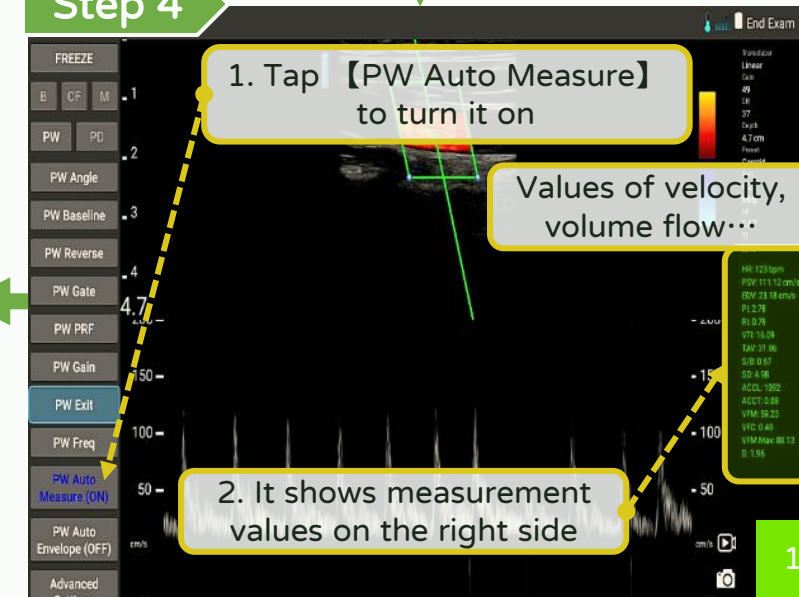 Step 4
End Exam
FREEZE
B CF M
PW PD
PW Angle
PW Baseline
PW Reverse
PW Gate
PW PRF
PW Gain
PW Exit
PW Freq
PW Auto
Measure (ON)
PW Auto
Envelope (OFF)
Advanced
1. Tap 【PW Auto Measure】
to turn it on
.1
.2
.3
.4
4.7
150
100
50
cm/s
Transducer
Linear
Gain
49
DR
37
Depth
4.7 cm
Preset
Values of velocity,
volume flow…
HR: 123 bpm
PSV: 111.12 cm/s
EDV: 23.18 cm/s
PI: 2.78
RI: 0.79
VTI: 16.09
TAV: 31.86
S/B: 0.67
SD: 4.98
ACCL: 1092
ACCT: 0.08
VFM: 59.23
VFC: 0.48
VFM Max: 88.13
D: 1.96
100
50
cm/s
2. It shows measurement
values on the right side
1